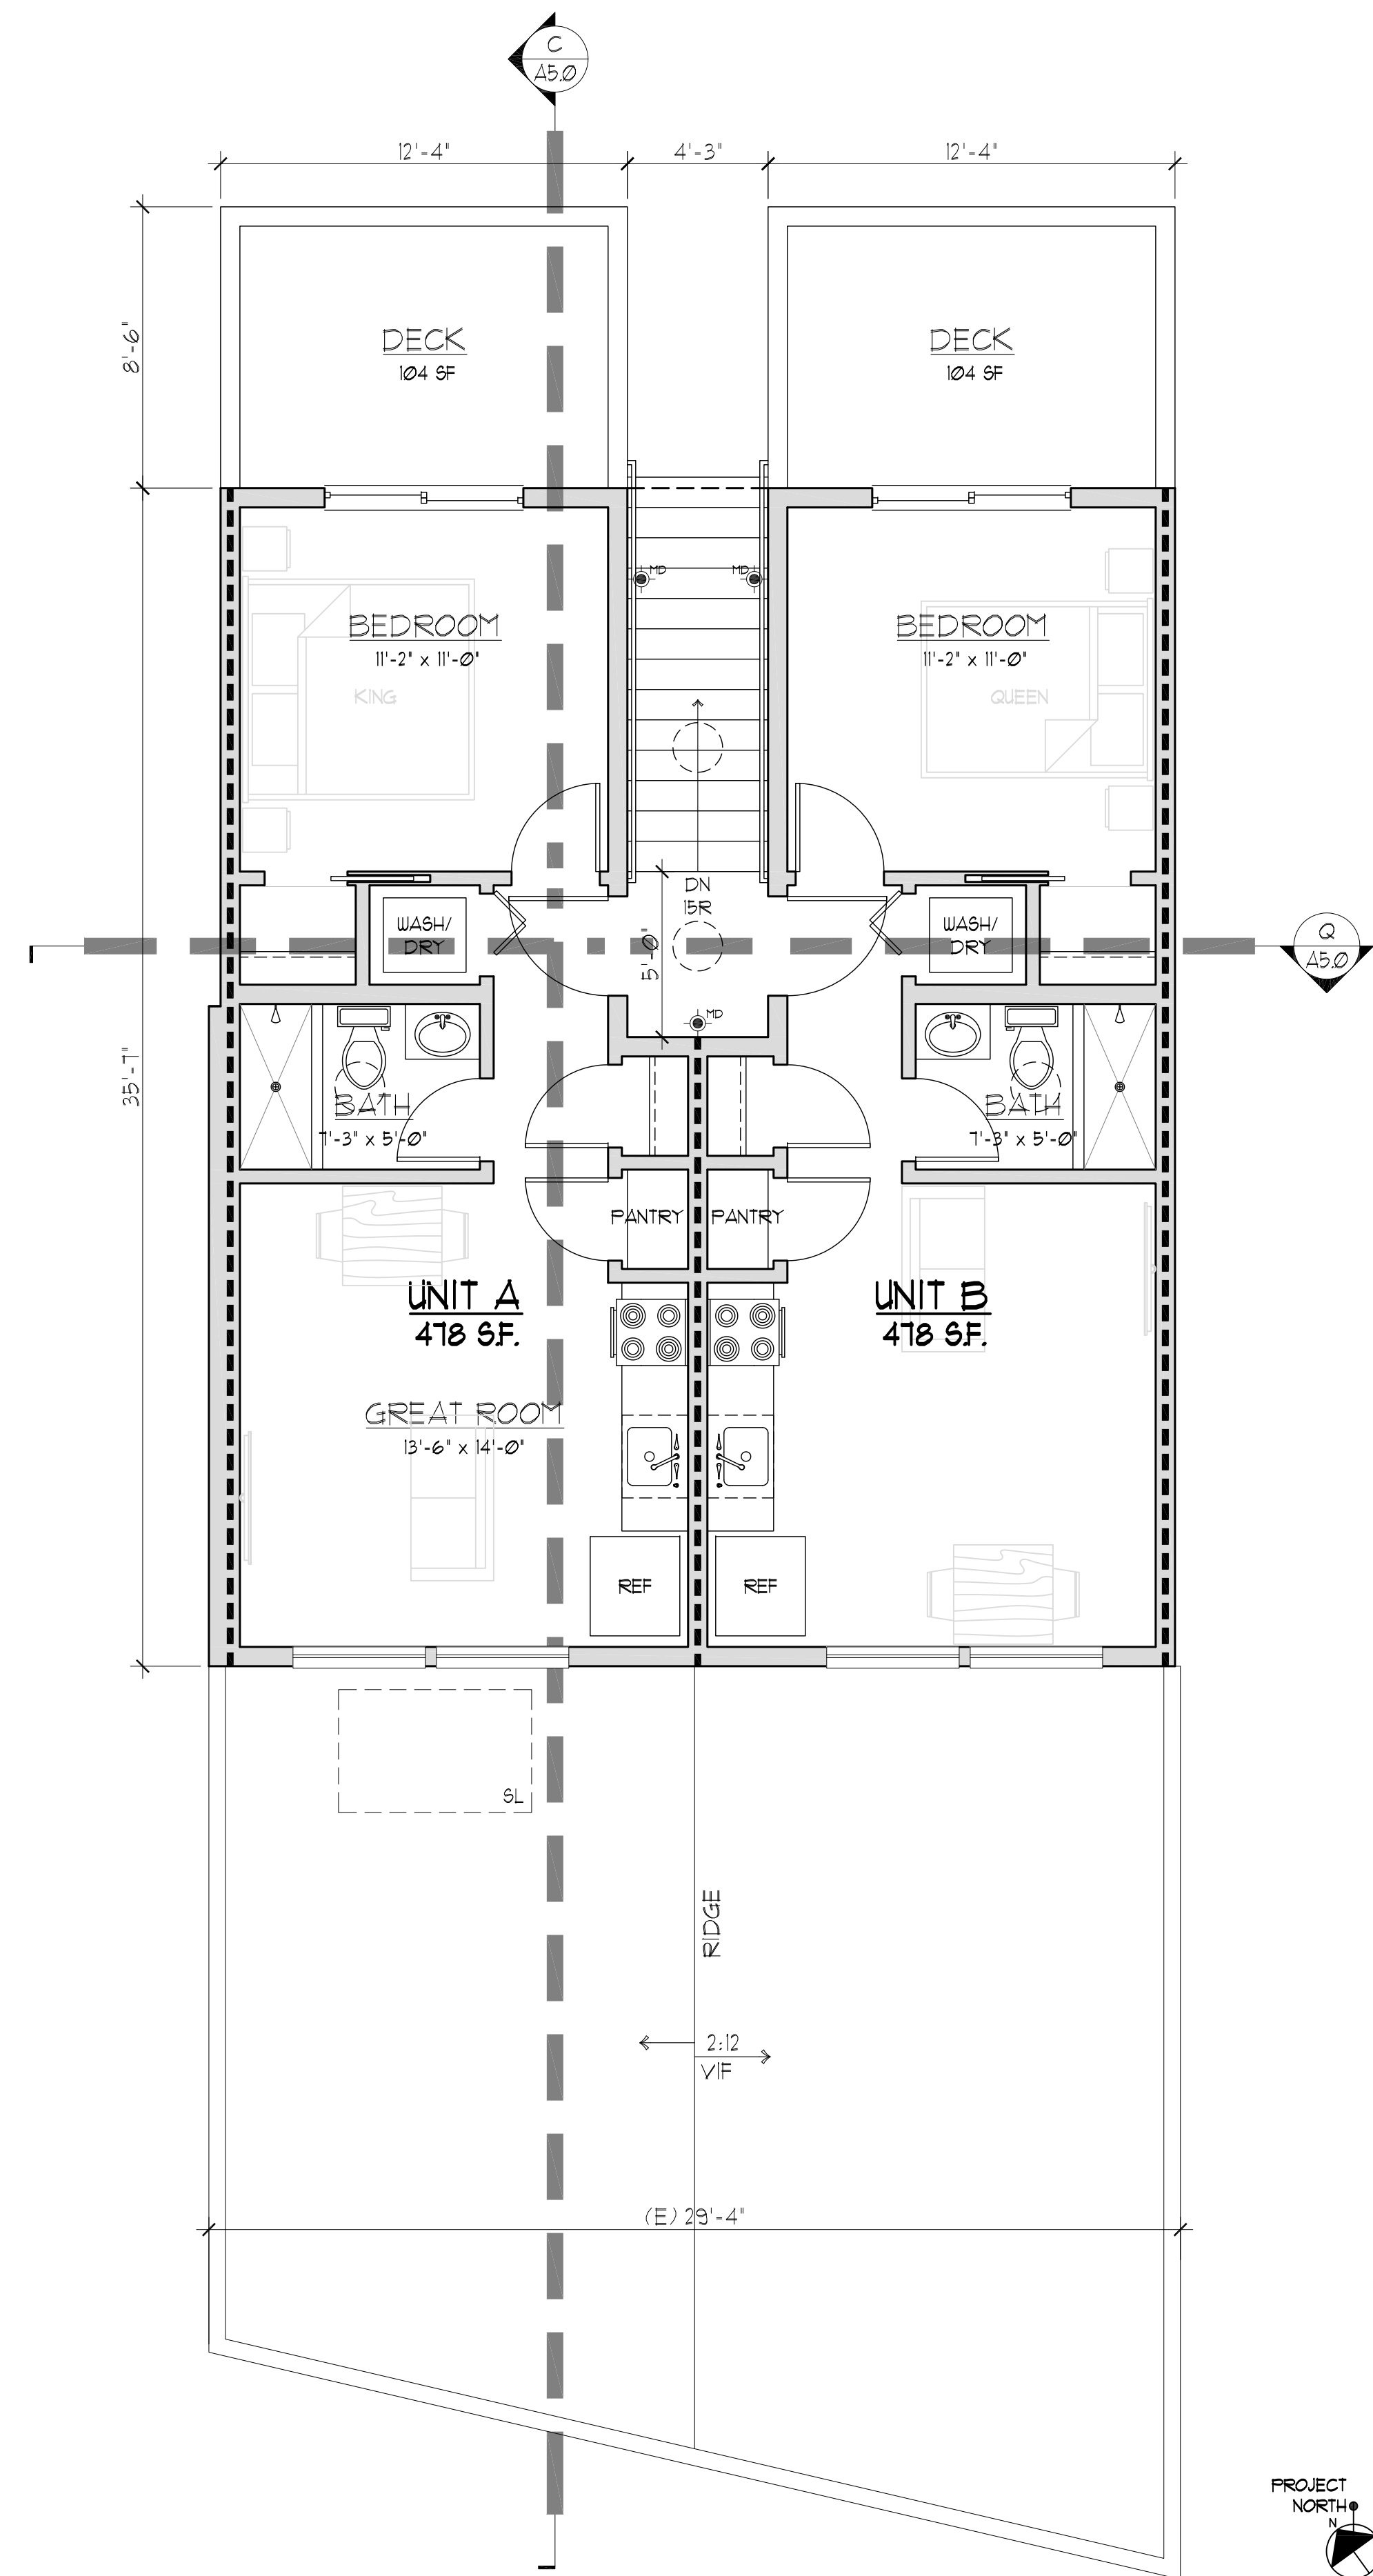 C
A5.0
12'-4"
4'-3"
12'-4"
8'-6"
DECK
104 SF
DECK
104 SF
MD
MD
BEDROOM
11'-2" x 11'-0"
KING
BEDROOM
11'-2" x 11'-0"
QUEEN
DN
15R
WASH/
DRY
WASH/
DRY
5'-0"
Q
A5.0
MD
35'-7"
BATH
7'-3" x 5'-0"
BATH
7'-3" x 5'-0"
PANTRY
PANTRY
UNIT A
478 S.F.
UNIT B
478 S.F.
GREAT ROOM
13'-6" x 14'-0"
REF
REF
SL
RIDGE
2:12
VIF
(E) 29'-4"
PROJECT
NORTH
N